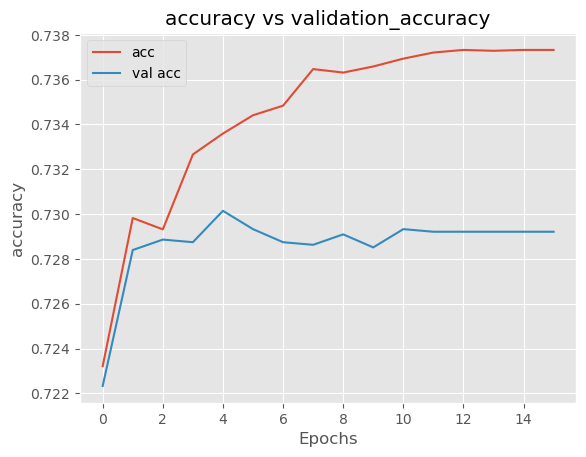 accuracy vs validation_accuracy
acc
val acc
accuracy
0.738
0.736
0.734
0.732
0.730
0.728
0.726
0.724
0.722
0 2 4 6 8 10 12 14
Epochs